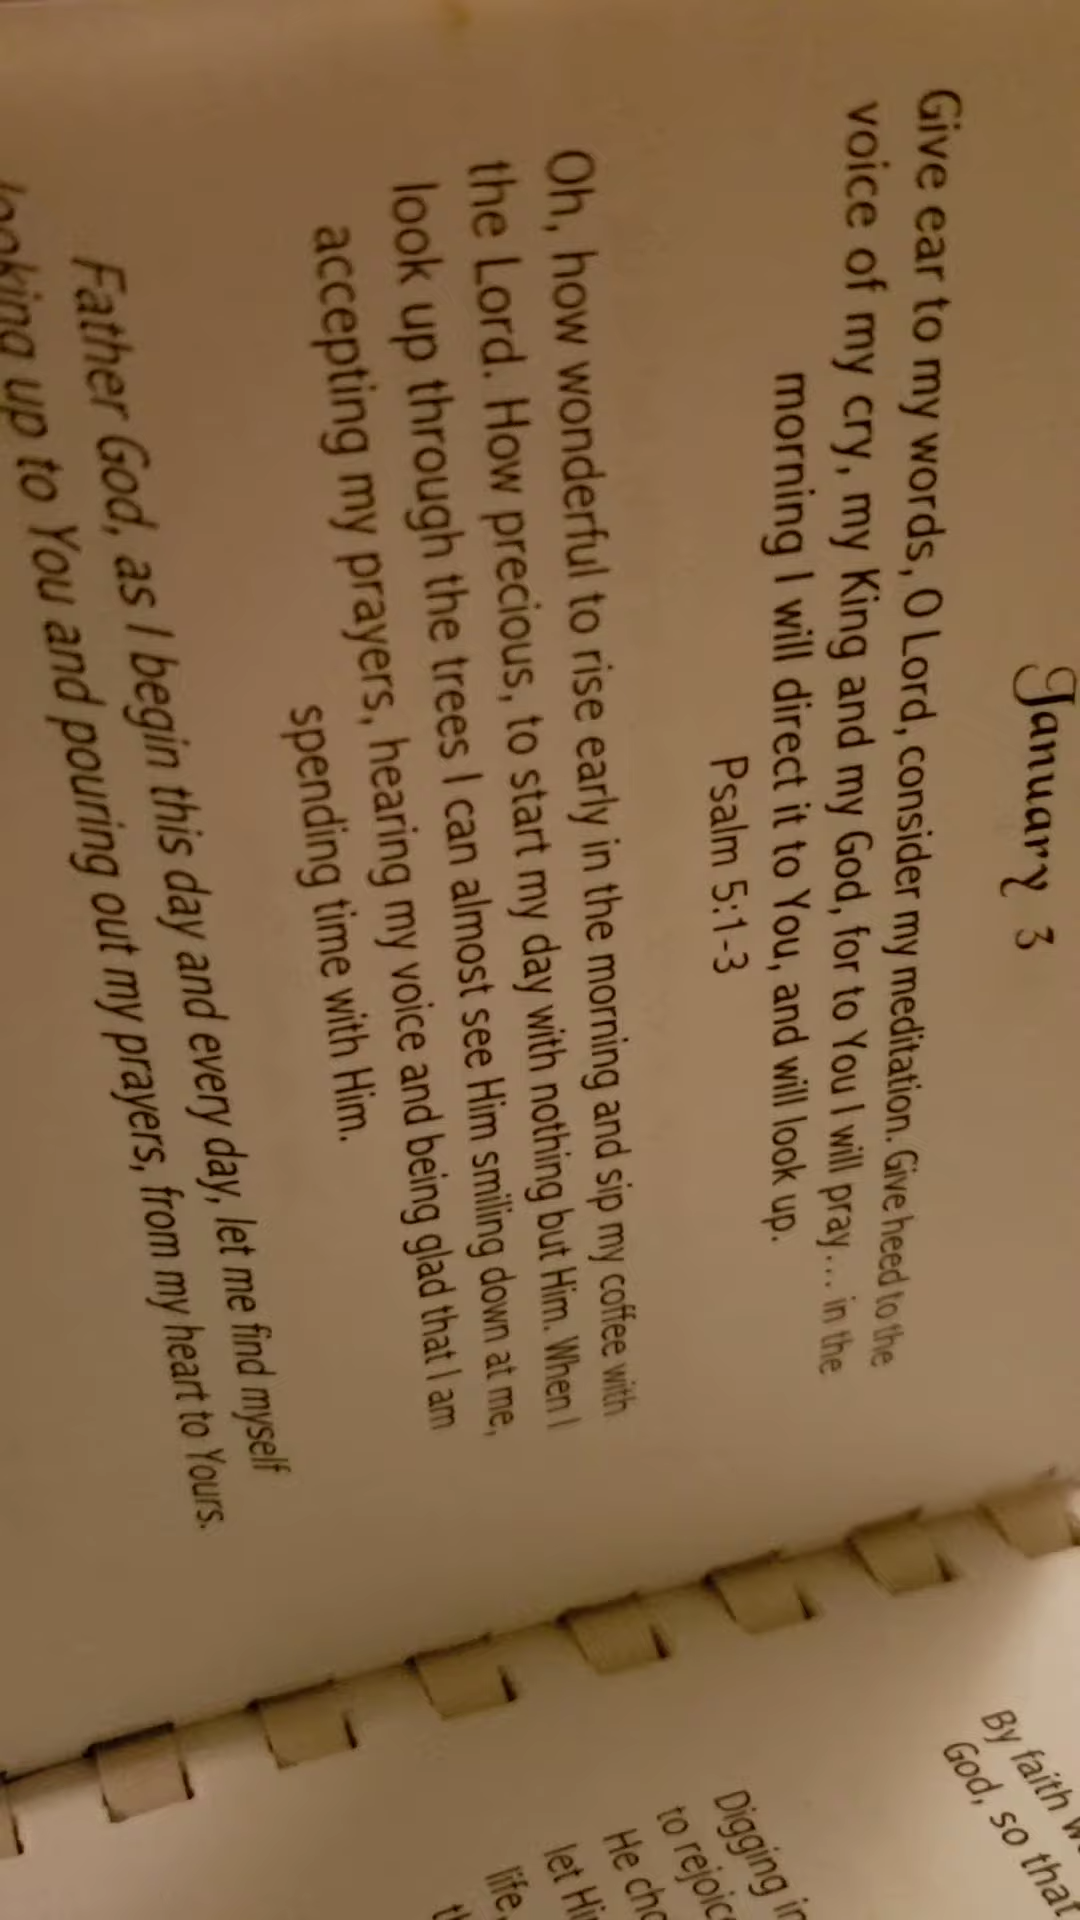 January 3
Give ear to my words, O Lord, consider my meditation. Give heed to the
voice of my cry, my King and my God, for to You I will pray... in the
morning I will direct it to You, and will look up.
Psalm 5:1-3
Oh, how wonderful to rise early in the morning and sip my coffee with
the Lord. How precious, to start my day with nothing but Him. When I
look up through the trees I can almost see Him smiling down at me,
accepting my prayers, hearing my voice and being glad that I am
spending time with Him.
Father God, as I begin this day and every day, let me find myself
looking up to You and pouring out my prayers, from my heart to Yours.
By faith
God, so that
Digging in
to rejoic
He cho
let Hi
life,